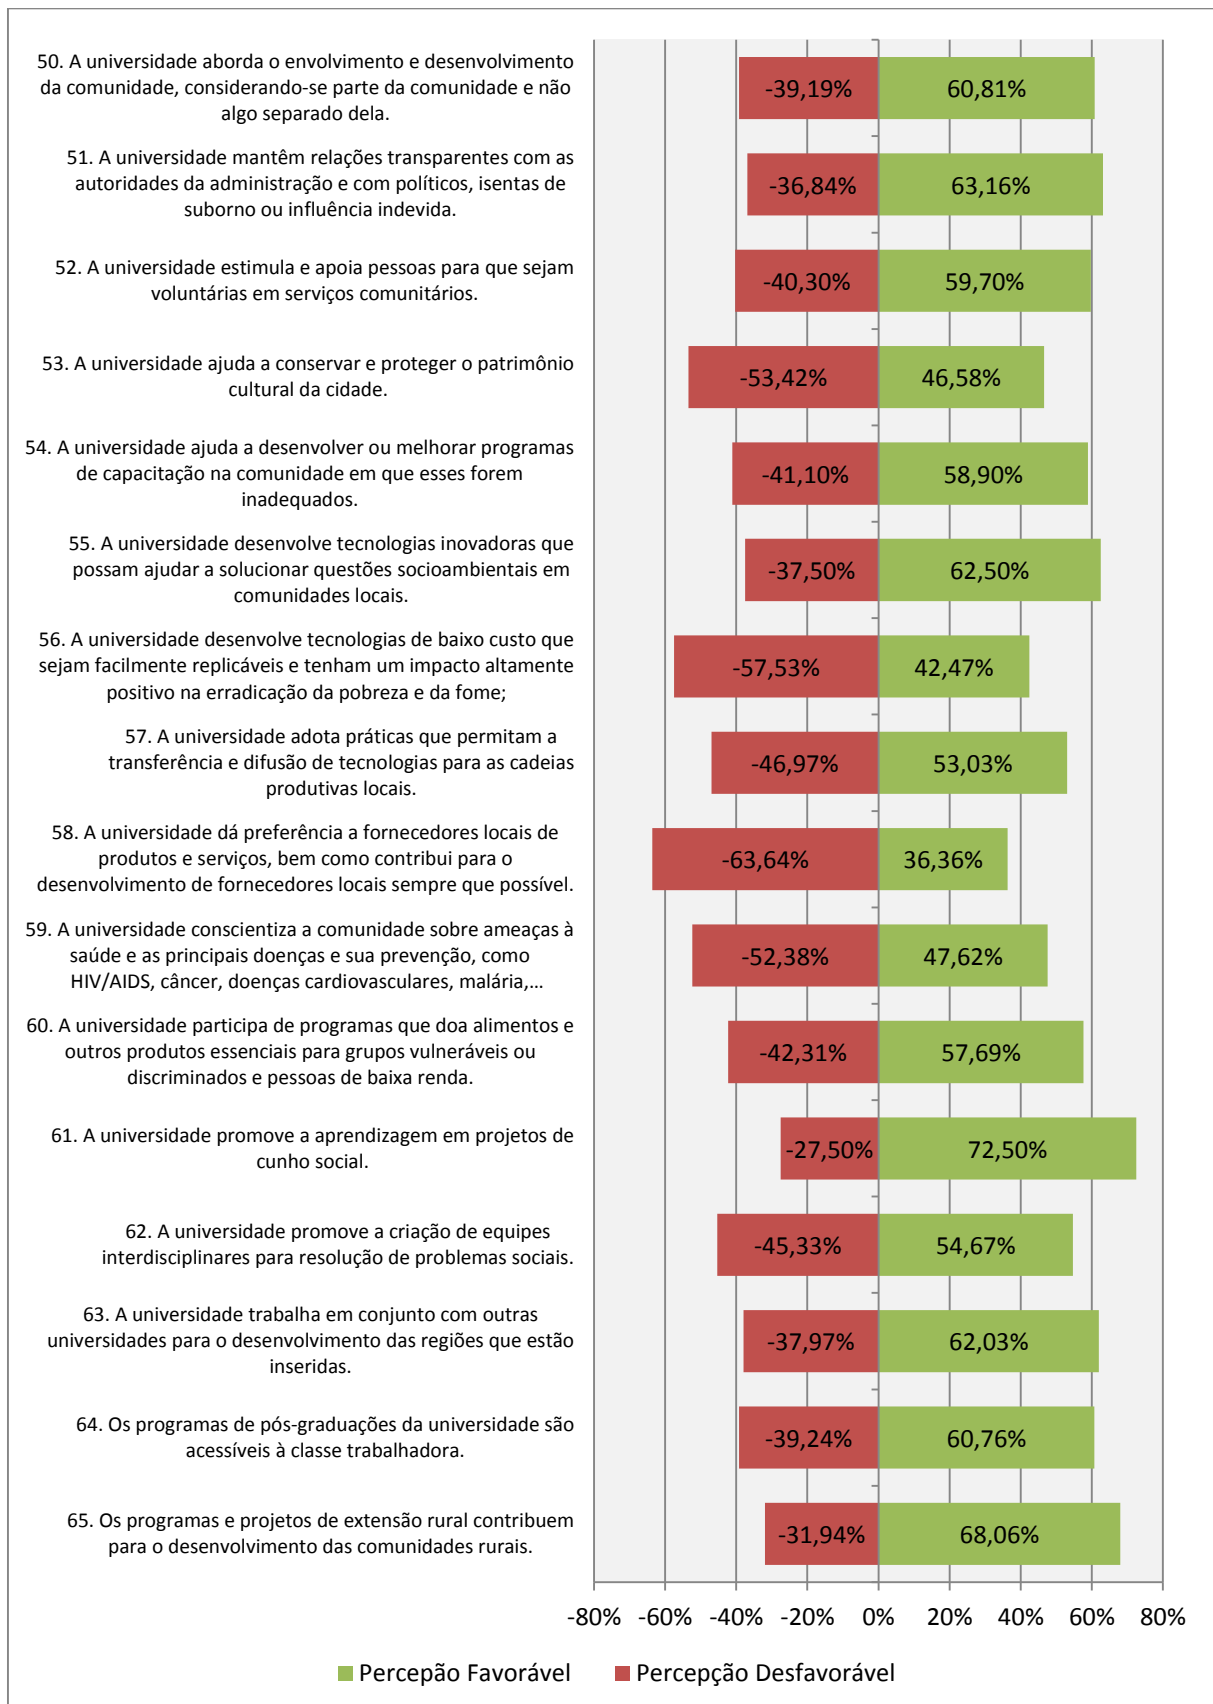 50. A universidade aborda o envolvimento e desenvolvimento
da comunidade, considerando-se parte da comunidade e não
algo separado dela.
-39,19%
60,81%
51. A universidade mantêm relações transparentes com as
autoridades da administração e com políticos, isentas de
suborno ou influência indevida.
-36,84%
63,16%
52. A universidade estimula e apoia pessoas para que sejam
voluntárias em serviços comunitários.
-40,30%
59,70%
53. A universidade ajuda a conservar e proteger o patrimônio
cultural da cidade.
-53,42%
46,58%
54. A universidade ajuda a desenvolver ou melhorar programas
de capacitação na comunidade em que esses forem
inadequados.
-41,10%
58,90%
55. A universidade desenvolve tecnologias inovadoras que
possam ajudar a solucionar questões socioambientais em
comunidades locais.
-37,50%
62,50%
56. A universidade desenvolve tecnologias de baixo custo que
sejam facilmente replicáveis e tenham um impacto altamente
positivo na erradicação da pobreza e da fome;
-57,53%
42,47%
57. A universidade adota práticas que permitam a
transferência e difusão de tecnologias para as cadeias
produtivas locais.
-46,97%
53,03%
58. A universidade dá preferência a fornecedores locais de
produtos e serviços, bem como contribui para o
desenvolvimento de fornecedores locais sempre que possível.
-63,64%
36,36%
59. A universidade conscientiza a comunidade sobre ameaças à
saúde e as principais doenças e sua prevenção, como
HIV/AIDS, câncer, doenças cardiovasculares, malária,...
-52,38%
47,62%
60. A universidade participa de programas que doa alimentos e
outros produtos essenciais para grupos vulneráveis ou
discriminados e pessoas de baixa renda.
-42,31%
57,69%
61. A universidade promove a aprendizagem em projetos de
cunho social.
-27,50%
72,50%
62. A universidade promove a criação de equipes
interdisciplinares para resolução de problemas sociais.
-45,33%
54,67%
63. A universidade trabalha em conjunto com outras
universidades para o desenvolvimento das regiões que estão
inseridas.
-37,97%
62,03%
64. Os programas de pós-graduações da universidade são
acessíveis à classe trabalhadora.
-39,24%
60,76%
65. Os programas e projetos de extensão rural contribuem
para o desenvolvimento das comunidades rurais.
-31,94%
68,06%
-80% -60% -40% -20% 0% 20% 40% 60% 80%
Percepão Favorável Percepção Desfavorável